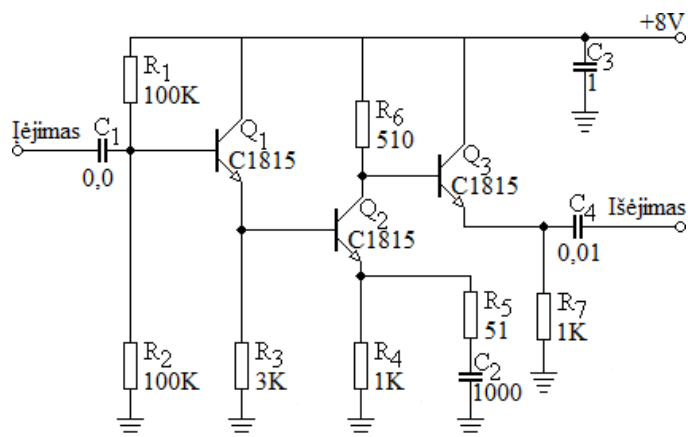 +8V
C3
1
R1
100K
R6
510
Įėjimas
C1
0,0
Q1
C1815
Q3
C1815
Q2
C1815
C4
0,01
Išėjimas
R5
51
R7
1K
R2
100K
R3
3K
R4
1K
C2
1000